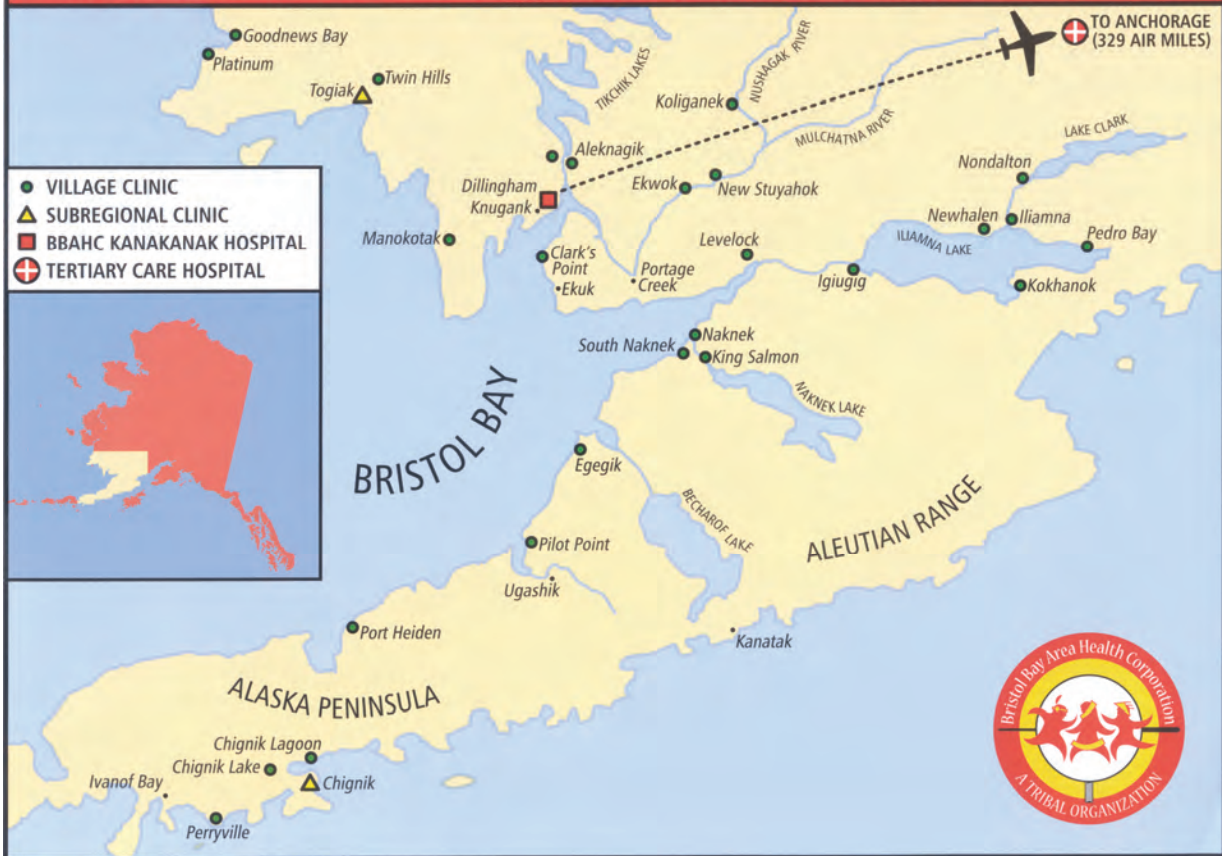 TO ANCHORAGE
(329 AIR MILES)
Goodnews Bay
Platinum
Twin Hills
Togiak
TIKCHIK LAKES
NUSHAGAK RIVER
Koliganek
MULCHATNA RIVER
LAKE CLARK
Aleknagik
Nondalton
VILLAGE CLINIC
SUBREGIONAL CLINIC
BBAHC KANAKANAK HOSPITAL
TERTIARY CARE HOSPITAL
Dillingham
Knugank
Ekwok
New Stuyahok
Manokotak
Newhalen
Iliamna
ILIAMNA LAKE
Pedro Bay
Clark's
Point
Levelock
Ekuk
Portage
Creek
Igiugig
Kokhanok
Naknek
South Naknek
King Salmon
NAKNEK LAKE
BRISTOL BAY
Egegik
BECHAROF LAKE
ALEUTIAN RANGE
Pilot Point
Ugashik
Port Heiden
Kanatak
ALASKA PENINSULA
Chignik Lagoon
Chignik Lake
Chignik
Ivanof Bay
Perryville
Bristol Bay Area Health Corporation
A TRIBAL ORGANIZATION